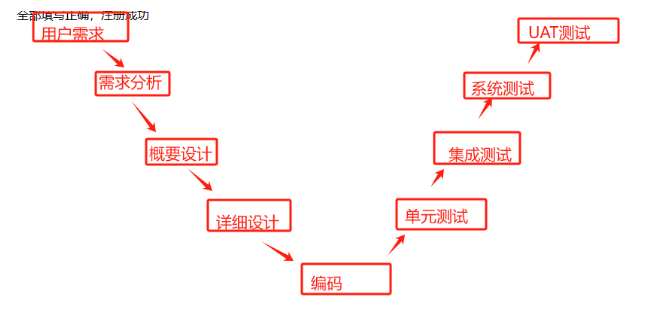 全部填写正确，注册成功
用户需求
UAT测试
需求分析
系统测试
概要设计
集成测试
详细设计
单元测试
编码